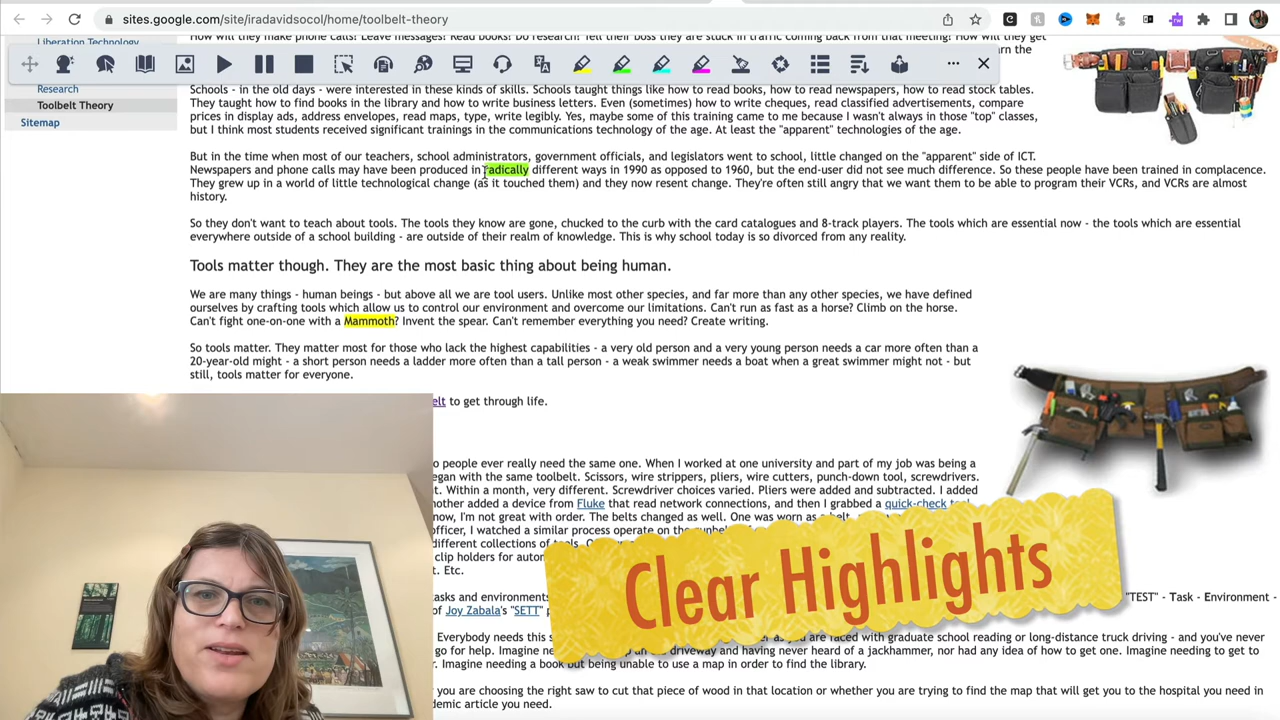 sites.google.com/site/iradavidsocol/home/toolbelt-theory
Liberation Technology
Research
Toolbelt Theory
Sitemap
How will they make phone calls? Leave messages? Read books? Do research? Tell their boss they are stuck in traffic coming back from that meeting? How will they get
Schools - in the old days - were interested in these kinds of skills. Schools taught things like how to read books, how to read newspapers, how to read stock tables.
They taught how to find books in the library and how to write business letters. Even (sometimes) how to write cheques, read classified advertisements, compare
prices in display ads, address envelopes, read maps, type, write legibly. Yes, maybe some of this training came to me because I wasn't always in those "top" classes,
but I think most students received significant trainings in the communications technology of the age. At least the "apparent" technologies of the age.
But in the time when most of our teachers, school administrators, government officials, and legislators went to school, little changed on the "apparent" side of ICT.
Newspapers and phone calls may have been produced in radically different ways in 1990 as opposed to 1960, but the end-user did not see much difference. So these people have been trained in complacence.
They grew up in a world of little technological change (as it touched them) and they now resent change. They're often still angry that we want them to be able to program their VCRs, and VCRs are almost
history.
So they don't want to teach about tools. The tools they know are gone, chucked to the curb with the card catalogues and 8-track players. The tools which are essential now - the tools which are essential
everywhere outside of a school building - are outside of their realm of knowledge. This is why school today is so divorced from any reality.
Tools matter though. They are the most basic thing about being human.
We are many things - human beings - but above all we are tool users. Unlike most other species, and far more than any other species, we have defined
ourselves by crafting tools which allow us to control our environment and overcome our limitations. Can't run as fast as a horse? Climb on the horse.
Can't fight one-on-one with a Mammoth? Invent the spear. Can't remember everything you need? Create writing.
So tools matter. They matter most for those who lack the highest capabilities - a very old person and a very young person needs a car more often than a
20-year-old might - a short person needs a ladder more often than a tall person - a weak swimmer needs a boat when a great swimmer might not - but
still, tools matter for everyone.
elt to get through life.
o people ever really need the same one. When I worked at one university and part of my job was being a
egan with the same toolbelt. Scissors, wire strippers, pliers, wire cutters, punch-down tool, screwdrivers.
t. Within a month, very different. Screwdriver choices varied. Pliers were added and subtracted. I added
nother added a device from Fluke that read network connections, and then I grabbed a quick-check
now, I'm not great with order. The belts changed as well. One was worn as a
officer, I watched a similar process operate on the
different collections of
clip holders for
t. Etc.
tasks and environments "TEST" - Task - Environment -
of Joy Zabala's "SETT"
Clear Highlights
Everybody needs this you are faced with graduate school reading or long-distance truck driving - and you've never
go for help. Imagine driveway and having never heard of a jackhammer, nor had any idea of how to get one. Imagine needing to get to
. Imagine needing a book but being unable to use a map in order to find the library.
you are choosing the right saw to cut that piece of wood in that location or whether you are trying to find the map that will get you to the hospital you need in
demic article you need.